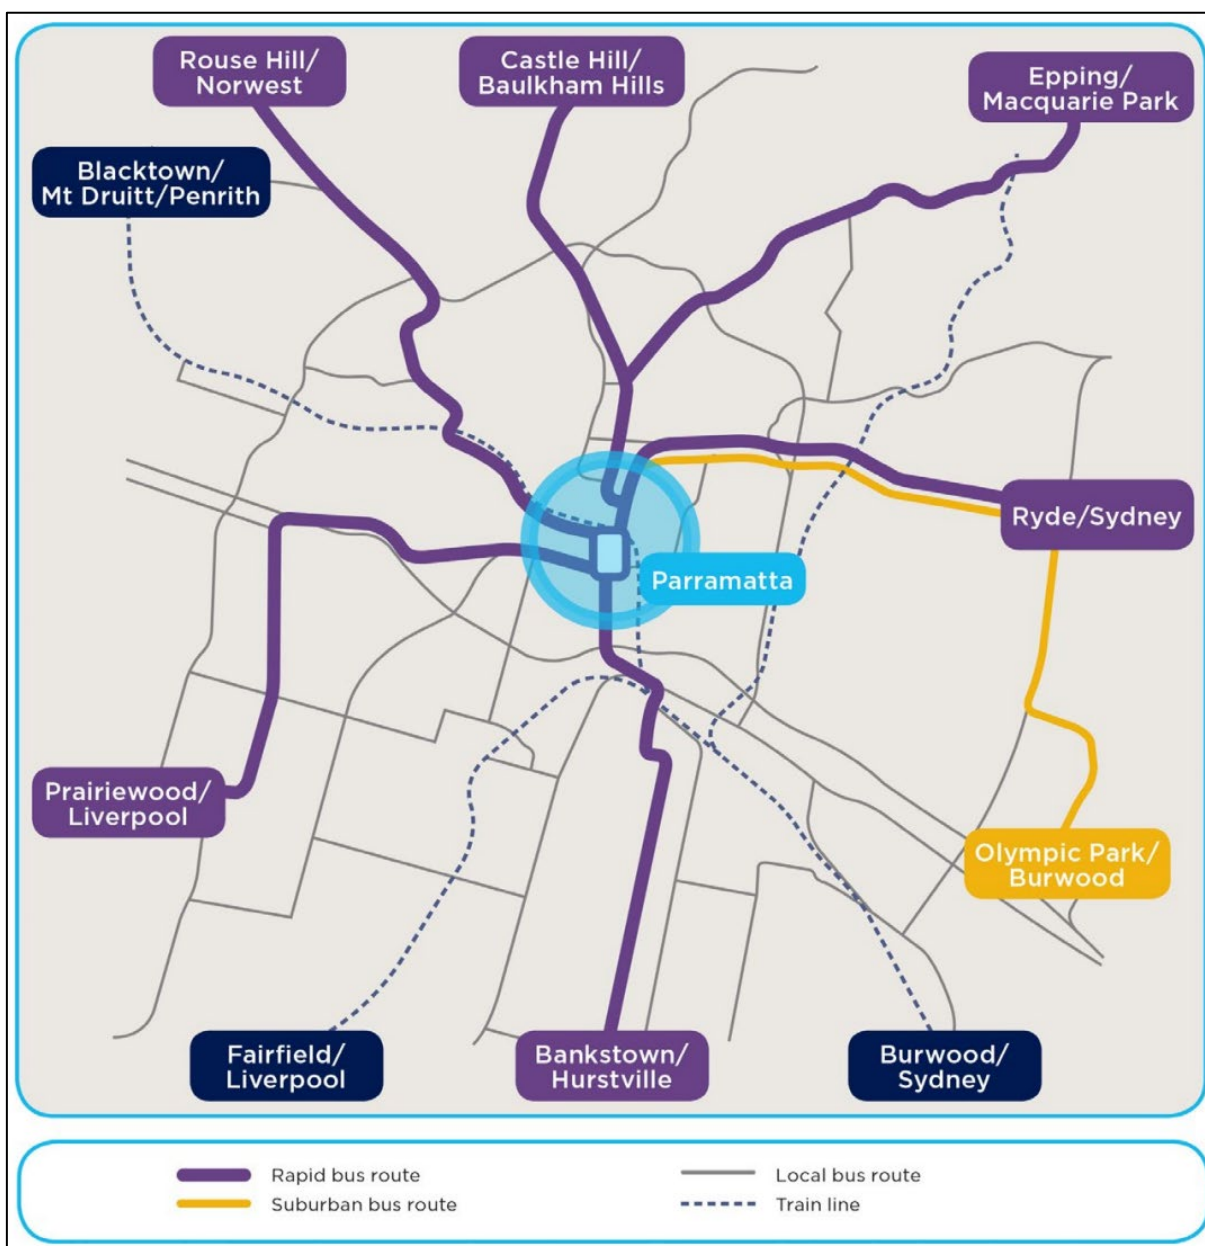 Rouse Hill/
Norwest
Castle Hill/
Baulkham Hills
Epping/
Macquarie Park
Blacktown/
Mt Druitt/Penrith
Ryde/Sydney
Parramatta
Prairiewood/
Liverpool
Olympic Park/
Burwood
Fairfield/
Liverpool
Bankstown/
Hurstville
Burwood/
Sydney
Rapid bus route
Suburban bus route
Local bus route
Train line